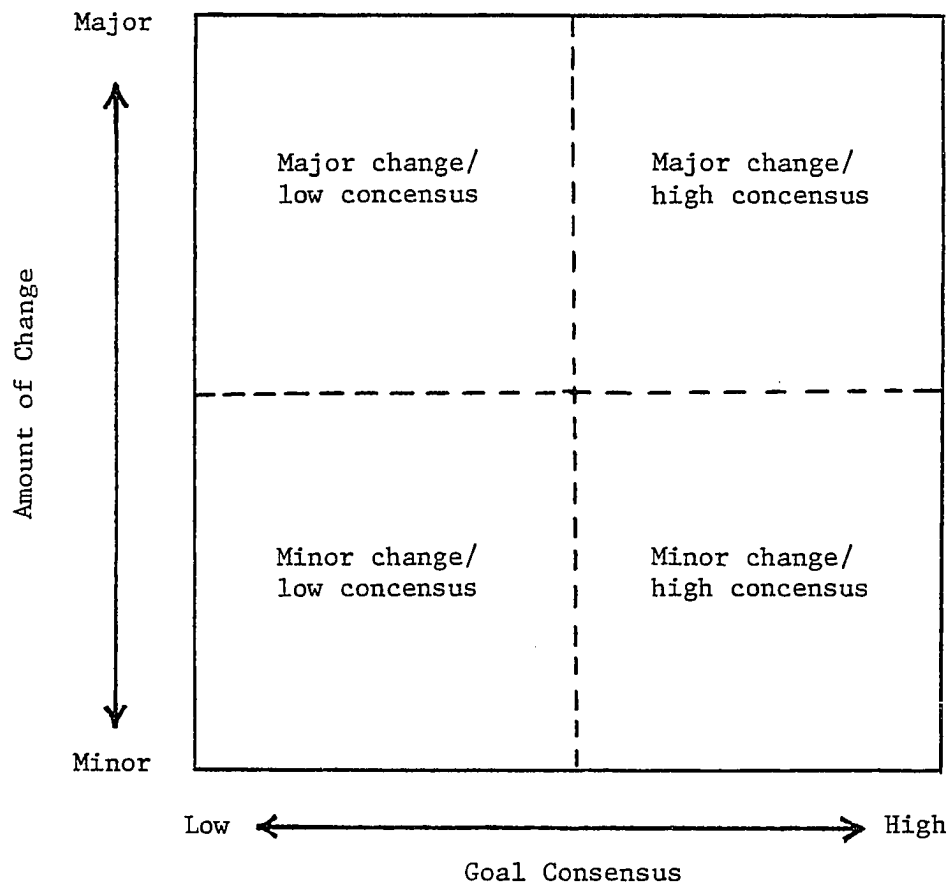 Major
Major change/
low concensus
Major change/
high concensus
Amount of Change
Minor change/
low concensus
Minor change/
high concensus
Minor
Low
High
Goal Consensus